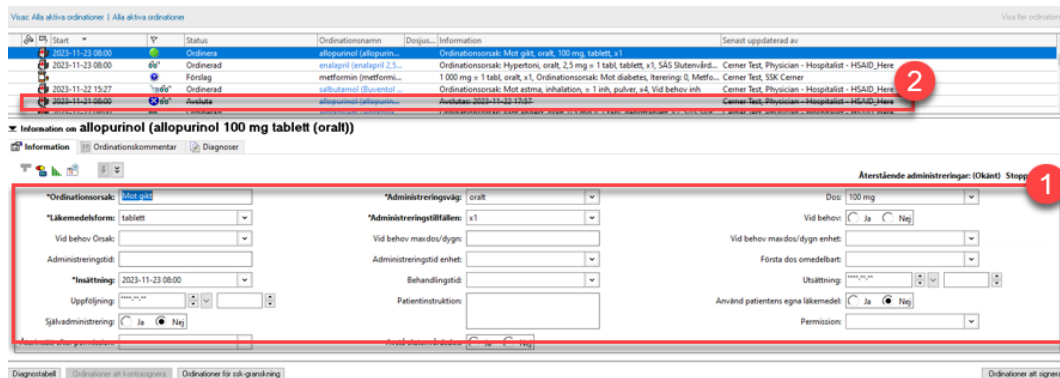 Visas: Alla aktiva ordinationer | Alla aktiva ordinationer Visa fler ordination
Start Status Ordinationsnamn Dosjus... Information Senast uppdaterad av
2023-11-23 08:00 Ordinera allopurinol (allopurin... Ordinationsorsak: Mot gikt, oralt, 100 mg, tablett, x1
2023-11-23 08:00 Ordinerad enalapril (enalapril 2,5... Ordinationsorsak: Hypertoni, oralt, 2,5 mg = 1 tabl, tablett, x1, SÄS Slutenvård... Cerner Test, Physician - Hospitalist - HSAID_Here
Förslag metformin (metformi... 1 000 mg = 1 tabl, oralt, x1, Ordinationsorsak: Mot diabetes, Iterering: 0, Metfo... Cerner Test, SSK Cerner
2023-11-22 15:27 Ordinerad salbutamol (Buventol ... Ordinationsorsak: Mot astma, inhalation, = 1 inh, pulver, x4, Vid behov inh Cerner Test, Physician - Hospitalist - HSAID_Here
2
2023-11-21 08:00 Avsluta allopurinol (allopurin... Avslutas: 2023-11-22 17:57 Cerner Test, Physician - Hospitalist - HSAID_Here
Information om allopurinol (allopurinol 100 mg tablett (oralt))
Information Ordinationskommentar Diagnoser
Återstående administreringar: (Okänt) Stopp
1
*Ordinationsorsak: Mot gikt *Administreringsväg: oralt Dos: 100 mg
*Läkemedelsform: tablett *Administreringstillfällen: x1 Vid behov: Ja Nej
Vid behov Orsak: Vid behov maxdos/dygn: Vid behov maxdos/dygn enhet:
Administreringstid: Administreringstid enhet: Första dos omedelbart:
*Insättning: 2023-11-23 08:00 Behandlingstid: Utsättning: ****-**-**
Uppföljning: ****-**-** Patientinstruktion: Använd patientens egna läkemedel: Ja Nej
Självadministrering: Ja Nej Permission:
Ja Nej
Diagnostabell Ordinationer att kontrasignera Ordinationer för ssk-granskning Ordinationer att signera